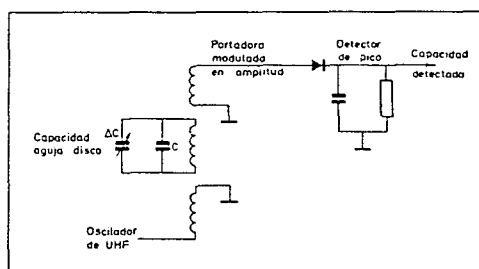 Portadora
modulada
en amplitud
Detector
de pico
Capacidad
detectada
Capacidad
aguja disco
ΔC
C
Oscilador
de UHF